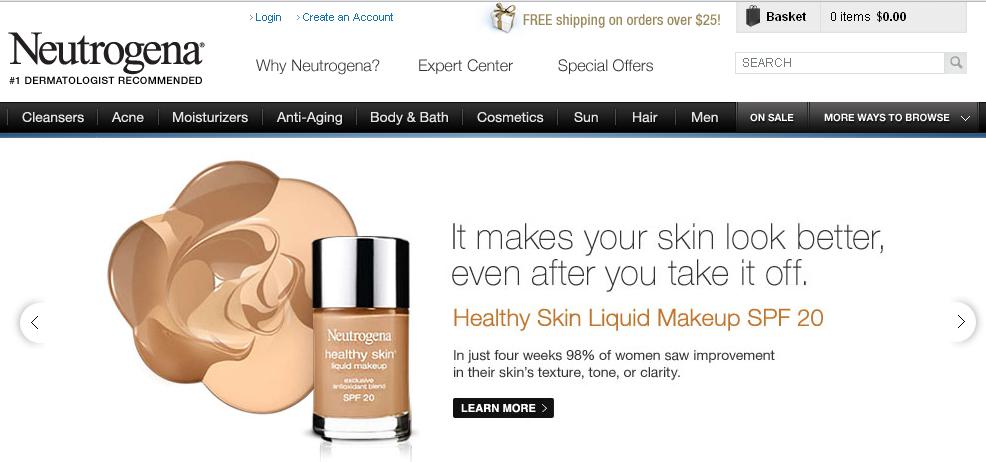 › Login › Create an Account
FREE shipping on orders over $25!
Basket 0 items $0.00
Neutrogena®
#1 DERMATOLOGIST RECOMMENDED
Why Neutrogena? Expert Center Special Offers
SEARCH
Cleansers Acne Moisturizers Anti-Aging Body & Bath Cosmetics Sun Hair Men ON SALE MORE WAYS TO BROWSE
It makes your skin look better,
even after you take it off.
Healthy Skin Liquid Makeup SPF 20
In just four weeks 98% of women saw improvement
in their skin's texture, tone, or clarity.
LEARN MORE >
Neutrogena
healthy skin®
liquid makeup
exclusive
antioxidant blend
SPF 20